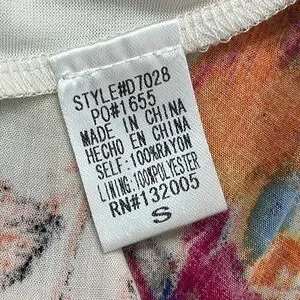 STYLE#D7028
PO#1655
MADE IN CHINA
HECHO EN CHINA
SELF:100%RAYON
LINING:100%POLYESTER
RN#132005
S